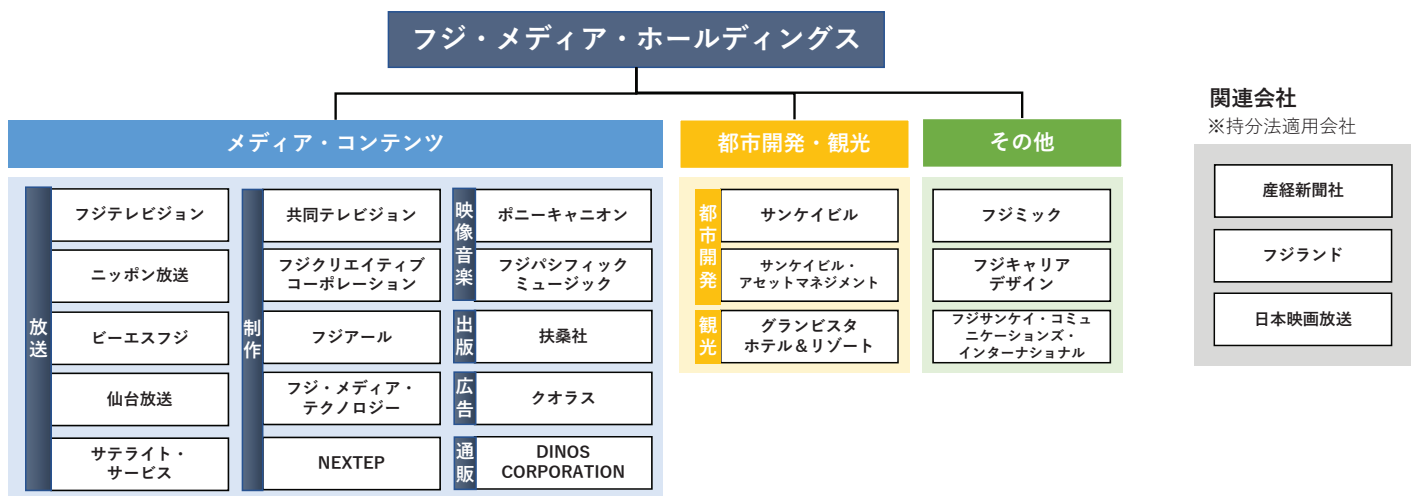 フジ・メディア・ホールディングス
メディア・コンテンツ
放送
フジテレビジョン
ニッポン放送
ビーエスフジ
仙台放送
サテライト・
サービス
制作
共同テレビジョン
フジクリエイティブ
コーポレーション
フジアール
フジ・メディア・
テクノロジー
NEXTEP
映像音楽
ポニーキャニオン
フジパシフィック
ミュージック
出版
扶桑社
広告
クオラス
通販
DINOS
CORPORATION
都市開発・観光
都市開発
サンケイビル
サンケイビル・
アセットマネジメント
観光
グランビスタ
ホテル＆リゾート
その他
フジミック
フジキャリア
デザイン
フジサンケイ・コミュ
ニケーションズ・
インターナショナル
関連会社
※持分法適用会社
産経新聞社
フジランド
日本映画放送